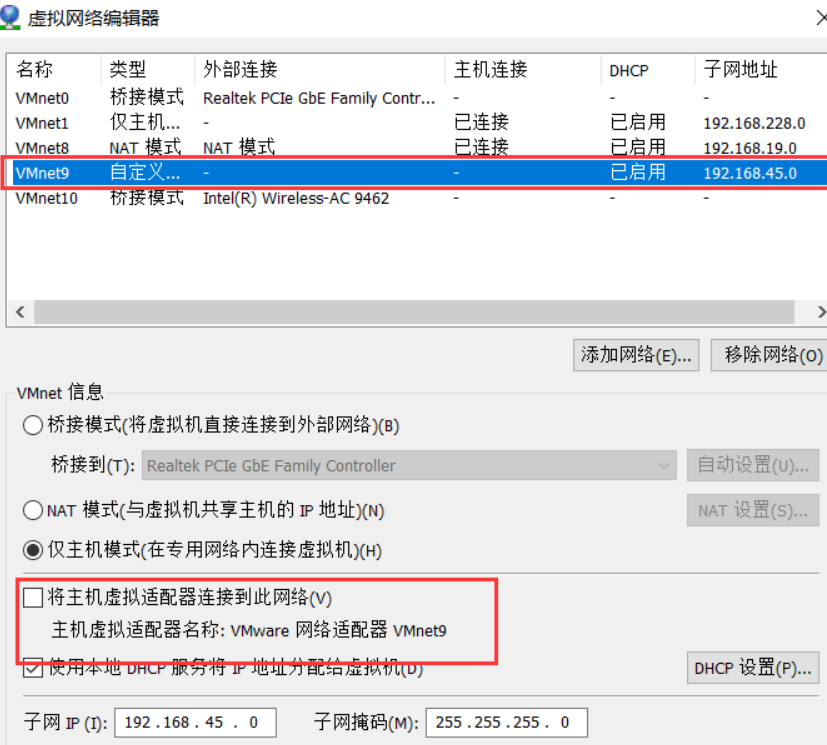 虚拟网络编辑器
名称 类型 外部连接 主机连接 DHCP 子网地址
VMnet0 桥接模式 Realtek PCIe GbE Family Contr... - - -
VMnet1 仅主机... - 已连接 已启用 192.168.228.0
VMnet8 NAT 模式 NAT 模式 已连接 已启用 192.168.19.0
VMnet9 自定义... - - 已启用 192.168.45.0
VMnet10 桥接模式 Intel(R) Wireless-AC 9462 - - -
添加网络(E)... 移除网络(O)
VMnet 信息
桥接模式(将虚拟机直接连接到外部网络)(B)
桥接到(T): Realtek PCIe GbE Family Controller 自动设置(U)...
NAT 模式(与虚拟机共享主机的 IP 地址)(N) NAT 设置(S)...
仅主机模式(在专用网络内连接虚拟机)(H)
将主机虚拟适配器连接到此网络(V)
主机虚拟适配器名称: VMware 网络适配器 VMnet9
使用本地 DHCP 服务将 IP 地址分配给虚拟机(D) DHCP 设置(P)...
子网 IP (I): 192 . 168 . 45 . 0 子网掩码(M): 255 . 255 . 255 . 0